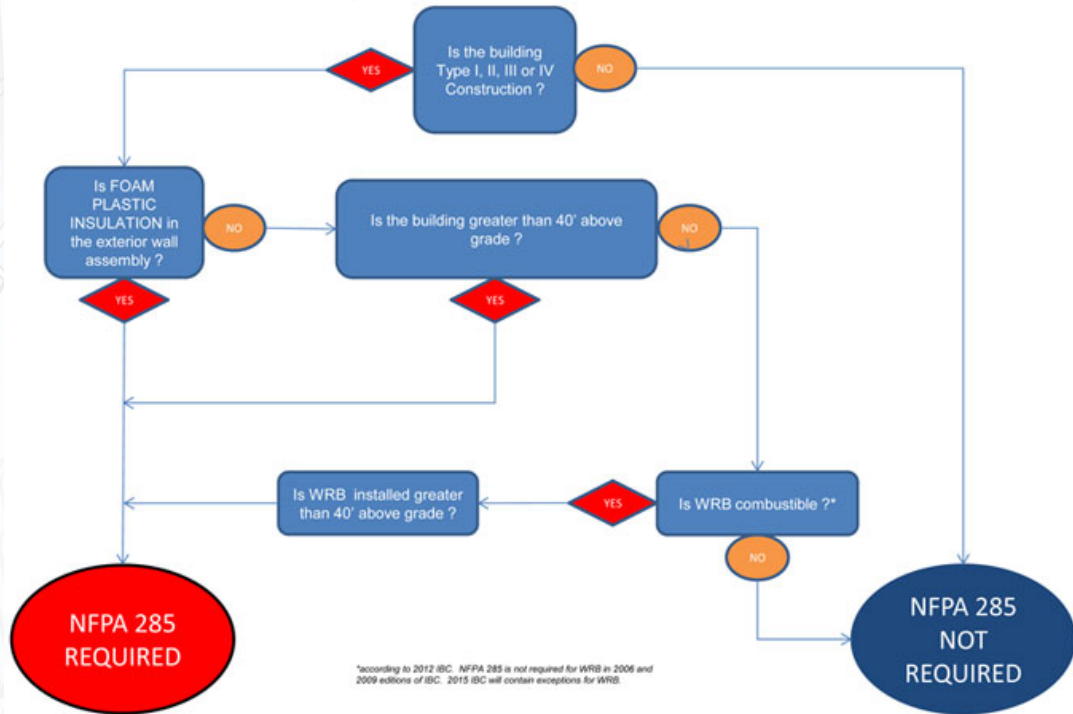 Is the building
Type I, II, III or IV
Construction ?
YES
NO
Is FOAM
PLASTIC
INSULATION in
the exterior wall
assembly ?
NO
YES
Is the building greater than 40' above
grade ?
NO
YES
Is WRB installed greater
than 40' above grade ?
YES
Is WRB combustible ?*
NO
NFPA 285
REQUIRED
NFPA 285
NOT
REQUIRED
*according to 2012 IBC. NFPA 285 is not required for WRB in 2006 and
2009 editions of IBC. 2015 IBC will contain exceptions for WRB.